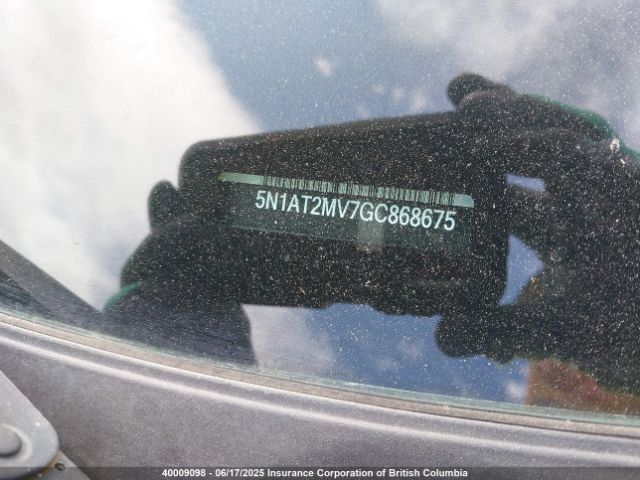 5N1AT2MV7GC868675
40009098 - 06/17/2025 Insurance Corporation of British Columbia